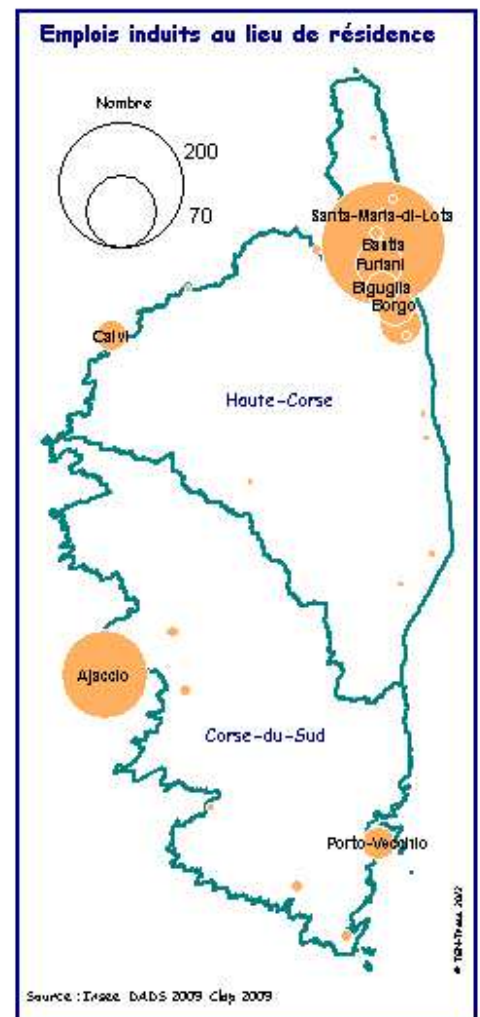 Emplois induits au lieu de résidence
Nombre
200
70
Santa-Maria-di-Lota
Bastia
Furiani
Biguglia
Borgo
Calvi
Haute-Corse
Ajaccio
Corse-du-Sud
Porto-Vecchio
Source : Insee DADS 2009 Clap 2009